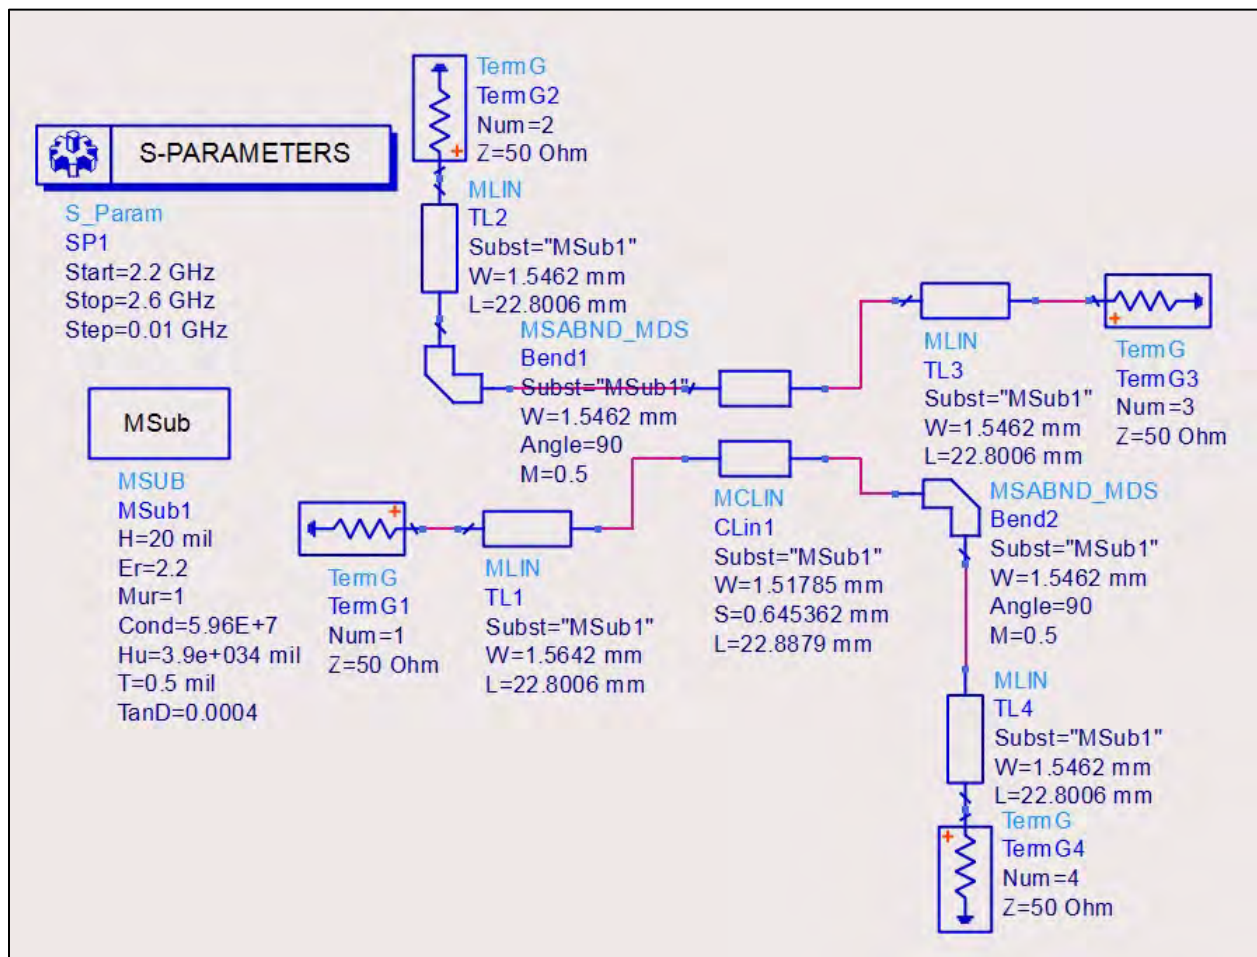 S-PARAMETERS
S_Param
SP1
Start=2.2 GHz
Stop=2.6 GHz
Step=0.01 GHz
MSub
MSUB
MSub1
H=20 mil
Er=2.2
Mur=1
Cond=5.96E+7
Hu=3.9e+034 mil
T=0.5 mil
TanD=0.0004
TermG
TermG2
Num=2
Z=50 Ohm
MLIN
TL2
Subst="MSub1"
W=1.5462 mm
L=22.8006 mm
MSABND_MDS
Bend1
Subst="MSub1"
W=1.5462 mm
Angle=90
M=0.5
TermG
TermG1
Num=1
Z=50 Ohm
MLIN
TL1
Subst="MSub1"
W=1.5642 mm
L=22.8006 mm
MCLIN
CLin1
Subst="MSub1"
W=1.51785 mm
S=0.645362 mm
L=22.8879 mm
MLIN
TL3
Subst="MSub1"
W=1.5462 mm
L=22.8006 mm
TermG
TermG3
Num=3
Z=50 Ohm
MSABND_MDS
Bend2
Subst="MSub1"
W=1.5462 mm
Angle=90
M=0.5
MLIN
TL4
Subst="MSub1"
W=1.5462 mm
L=22.8006 mm
TermG
TermG4
Num=4
Z=50 Ohm